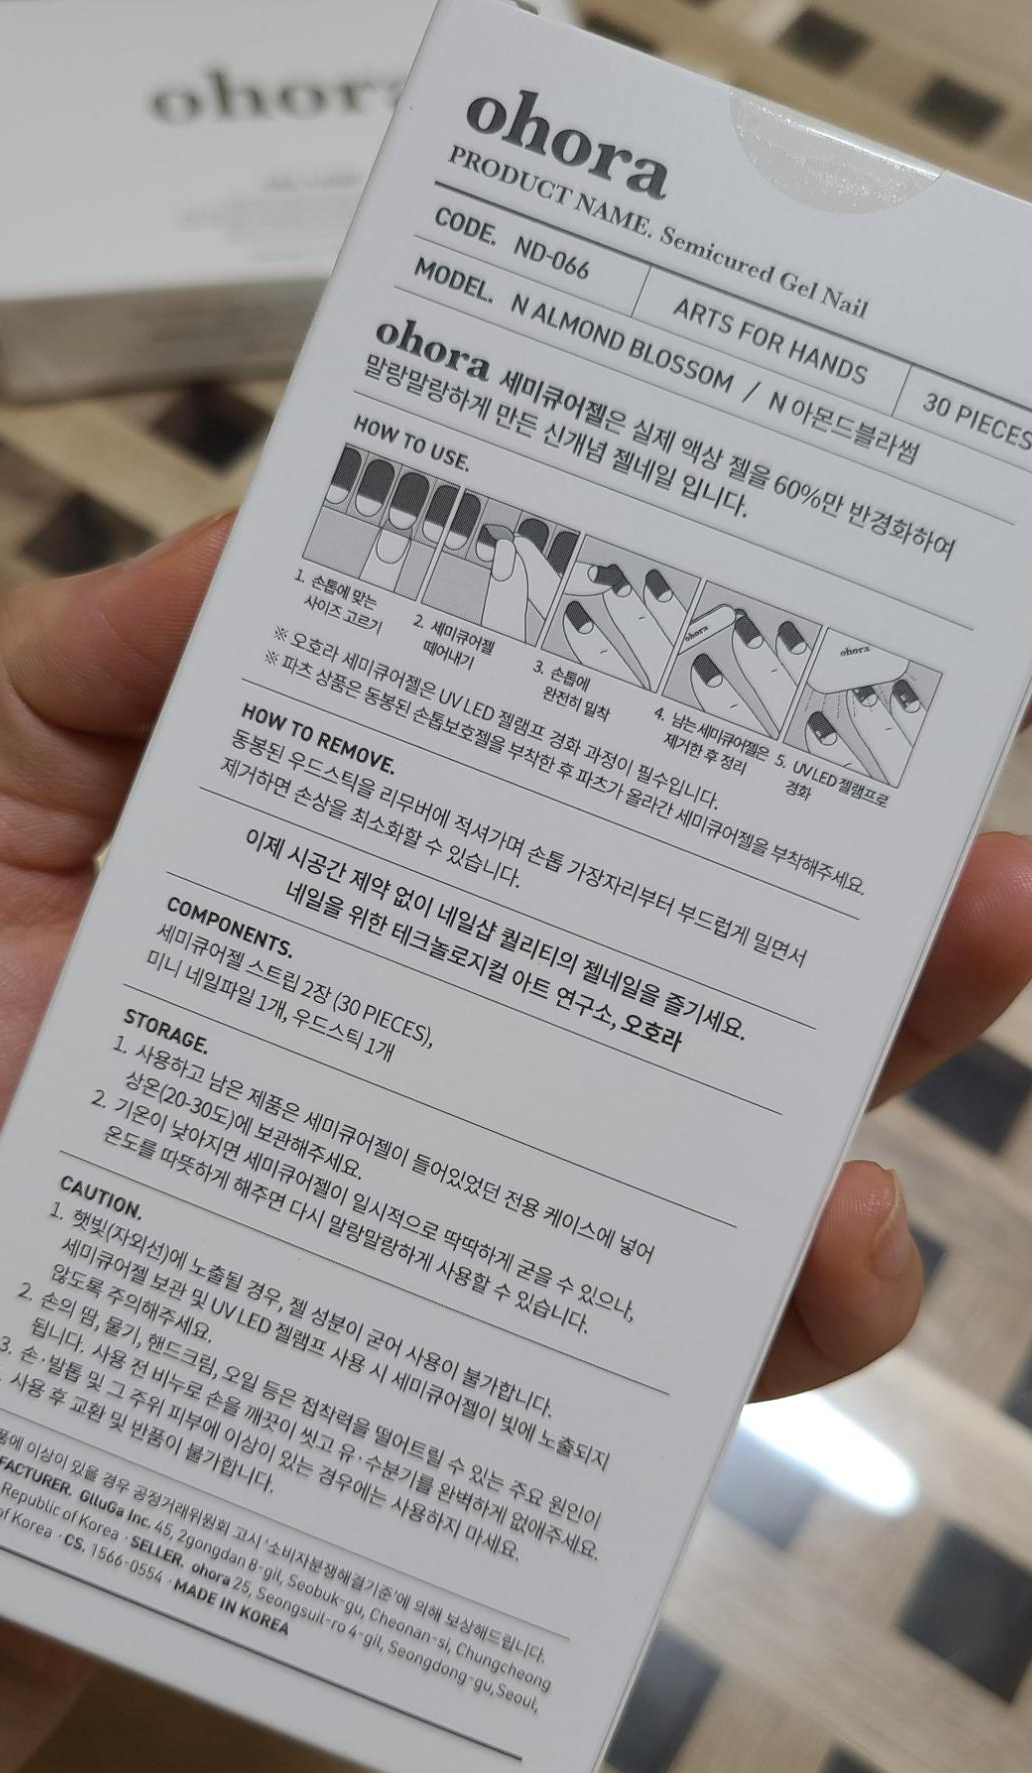 ohora
ohora
PRODUCT NAME. Semicured Gel Nail
CODE. ND-066 ARTS FOR HANDS 30 PIECES
MODEL. N ALMOND BLOSSOM / N 아몬드블라썸
ohora 세미큐어젤은 실제 액상 젤을 60%만 반경화하여
말랑말랑하게 만든 신개념 젤네일 입니다.
HOW TO USE.
ohora
ohora
1. 손톱에 맞는
사이즈 고르기
2. 세미큐어젤
떼어내기
3. 손톱에
완전히 밀착
4. 남는 세미큐어젤은
제거한 후 정리
5. UV LED 젤램프로
경화
※ 오호라 세미큐어젤은 UV LED 젤램프 경화 과정이 필수입니다.
※ 파츠 상품은 동봉된 손톱보호젤을 부착한 후 파츠가 올라간 세미큐어젤을 부착해주세요.
HOW TO REMOVE.
동봉된 우드스틱을 리무버에 적셔가며 손톱 가장자리부터 부드럽게 밀면서
제거하면 손상을 최소화할 수 있습니다.
이제 시공간 제약 없이 네일샵 퀄리티의 젤네일을 즐기세요.
네일을 위한 테크놀로지컬 아트 연구소, 오호라
COMPONENTS.
세미큐어젤 스트립 2장 (30 PIECES),
미니 네일파일 1개, 우드스틱 1개
STORAGE.
1. 사용하고 남은 제품은 세미큐어젤이 들어있었던 전용 케이스에 넣어
상온(20-30도)에 보관해주세요.
2. 기온이 낮아지면 세미큐어젤이 일시적으로 딱딱하게 굳을 수 있으나,
온도를 따뜻하게 해주면 다시 말랑말랑하게 사용할 수 있습니다.
CAUTION.
1. 햇빛(자외선)에 노출될 경우, 젤 성분이 굳어 사용이 불가합니다.
세미큐어젤 보관 및 UV LED 젤램프 사용 시 세미큐어젤이 빛에 노출되지
않도록 주의해주세요.
2. 손의 땀, 물기, 핸드크림, 오일 등은 접착력을 떨어트릴 수 있는 주요 원인이
됩니다. 사용 전 비누로 손을 깨끗이 씻고 유·수분기를 완벽하게 없애주세요.
3. 손·발톱 및 그 주위 피부에 이상이 있는 경우에는 사용하지 마세요.
. 사용 후 교환 및 반품이 불가합니다.
품에 이상이 있을 경우 공정거래위원회 고시 '소비자분쟁해결기준'에 의해 보상해드립니다.
FACTURER. GlluGa Inc. 45, 2gongdan 8-gil, Seobuk-gu, Cheonan-si, Chungcheong
Republic of Korea · SELLER. ohora 25, Seongsuil-ro 4-gil, Seongdong-gu, Seoul,
of Korea · CS. 1566-0554 · MADE IN KOREA